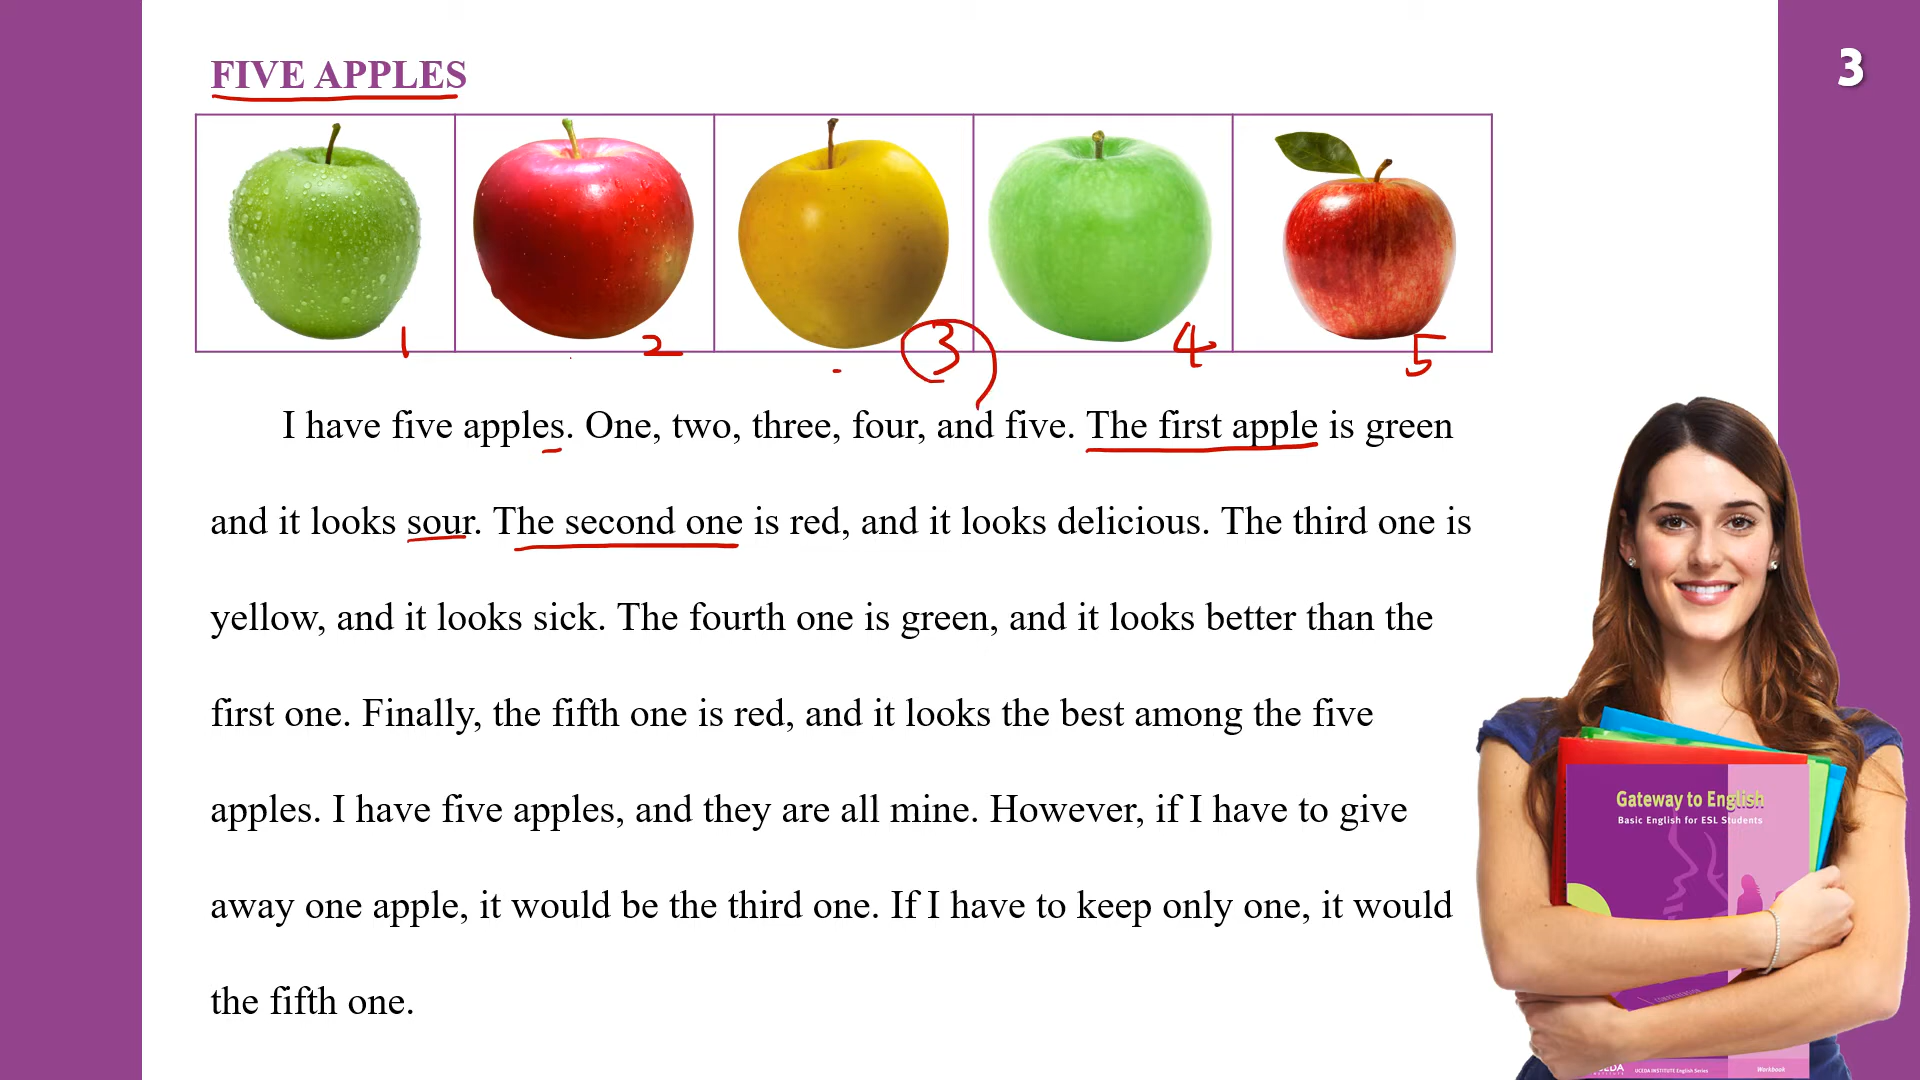 FIVE APPLES
3
1 2 3 4 5
I have five apples. One, two, three, four, and five. The first apple is green
and it looks sour. The second one is red, and it looks delicious. The third one is
yellow, and it looks sick. The fourth one is green, and it looks better than the
first one. Finally, the fifth one is red, and it looks the best among the five
apples. I have five apples, and they are all mine. However, if I have to give
away one apple, it would be the third one. If I have to keep only one, it would
the fifth one.
Gateway to English
Basic English for ESL Students
UCEDA INSTITUTE English Series
Workbook